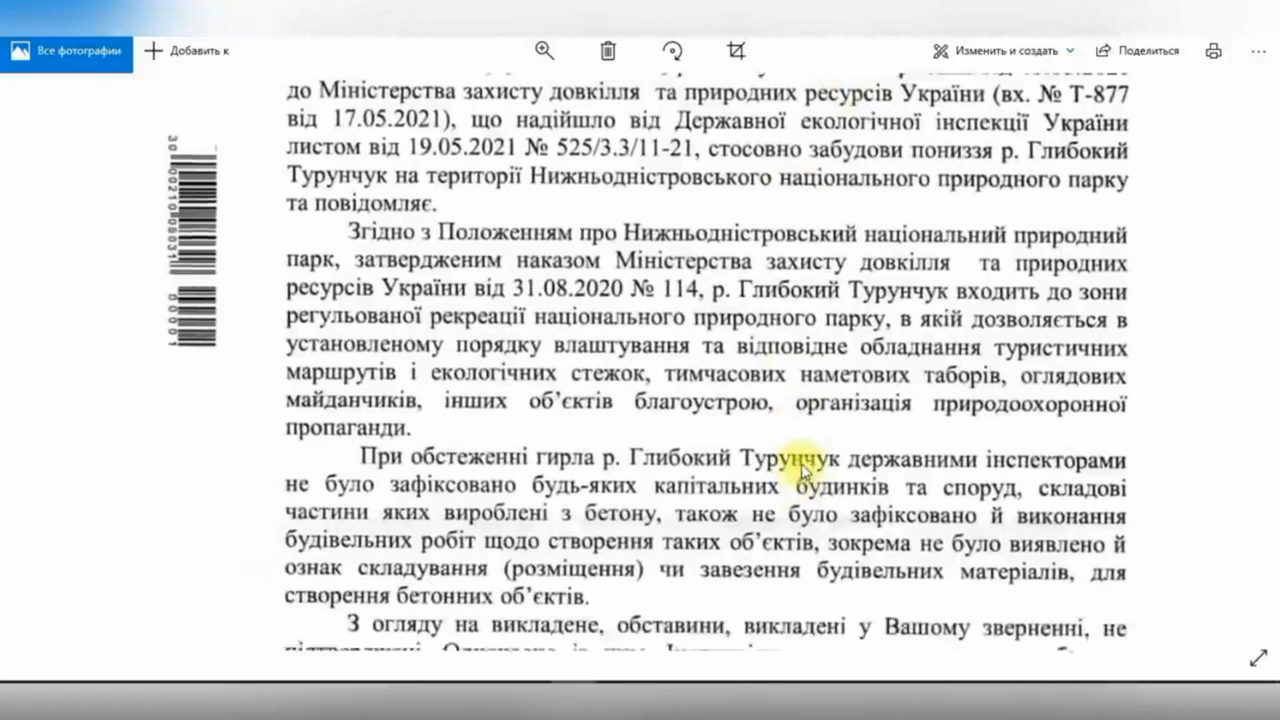 Все фотографии
Добавить к
Изменить и создать
Поделиться
до Міністерства захисту довкілля та природних ресурсів України (вх. № Т-877
від 17.05.2021), що надійшло від Державної екологічної інспекції України
листом від 19.05.2021 № 525/3.3/11-21, стосовно забудови пониззя р. Глибокий
Турунчук на території Нижньодністровського національного природного парку
та повідомляє.
Згідно з Положенням про Нижньодністровський національний природний
парк, затвердженим наказом Міністерства захисту довкілля та природних
ресурсів України від 31.08.2020 № 114, р. Глибокий Турунчук входить до зони
регульованої рекреації національного природного парку, в якій дозволяється в
установленому порядку влаштування та відповідне обладнання туристичних
маршрутів і екологічних стежок, тимчасових наметових таборів, оглядових
майданчиків, інших об’єктів благоустрою, організація природоохоронної
пропаганди.
При обстеженні гирла р. Глибокий Турунчук державними інспекторами
не було зафіксовано будь-яких капітальних будинків та споруд, складові
частини яких вироблені з бетону, також не було зафіксовано й виконання
будівельних робіт щодо створення таких об’єктів, зокрема не було виявлено й
ознак складування (розміщення) чи завезення будівельних матеріалів, для
створення бетонних об’єктів.
З огляду на викладене, обставини, викладені у Вашому зверненні, не